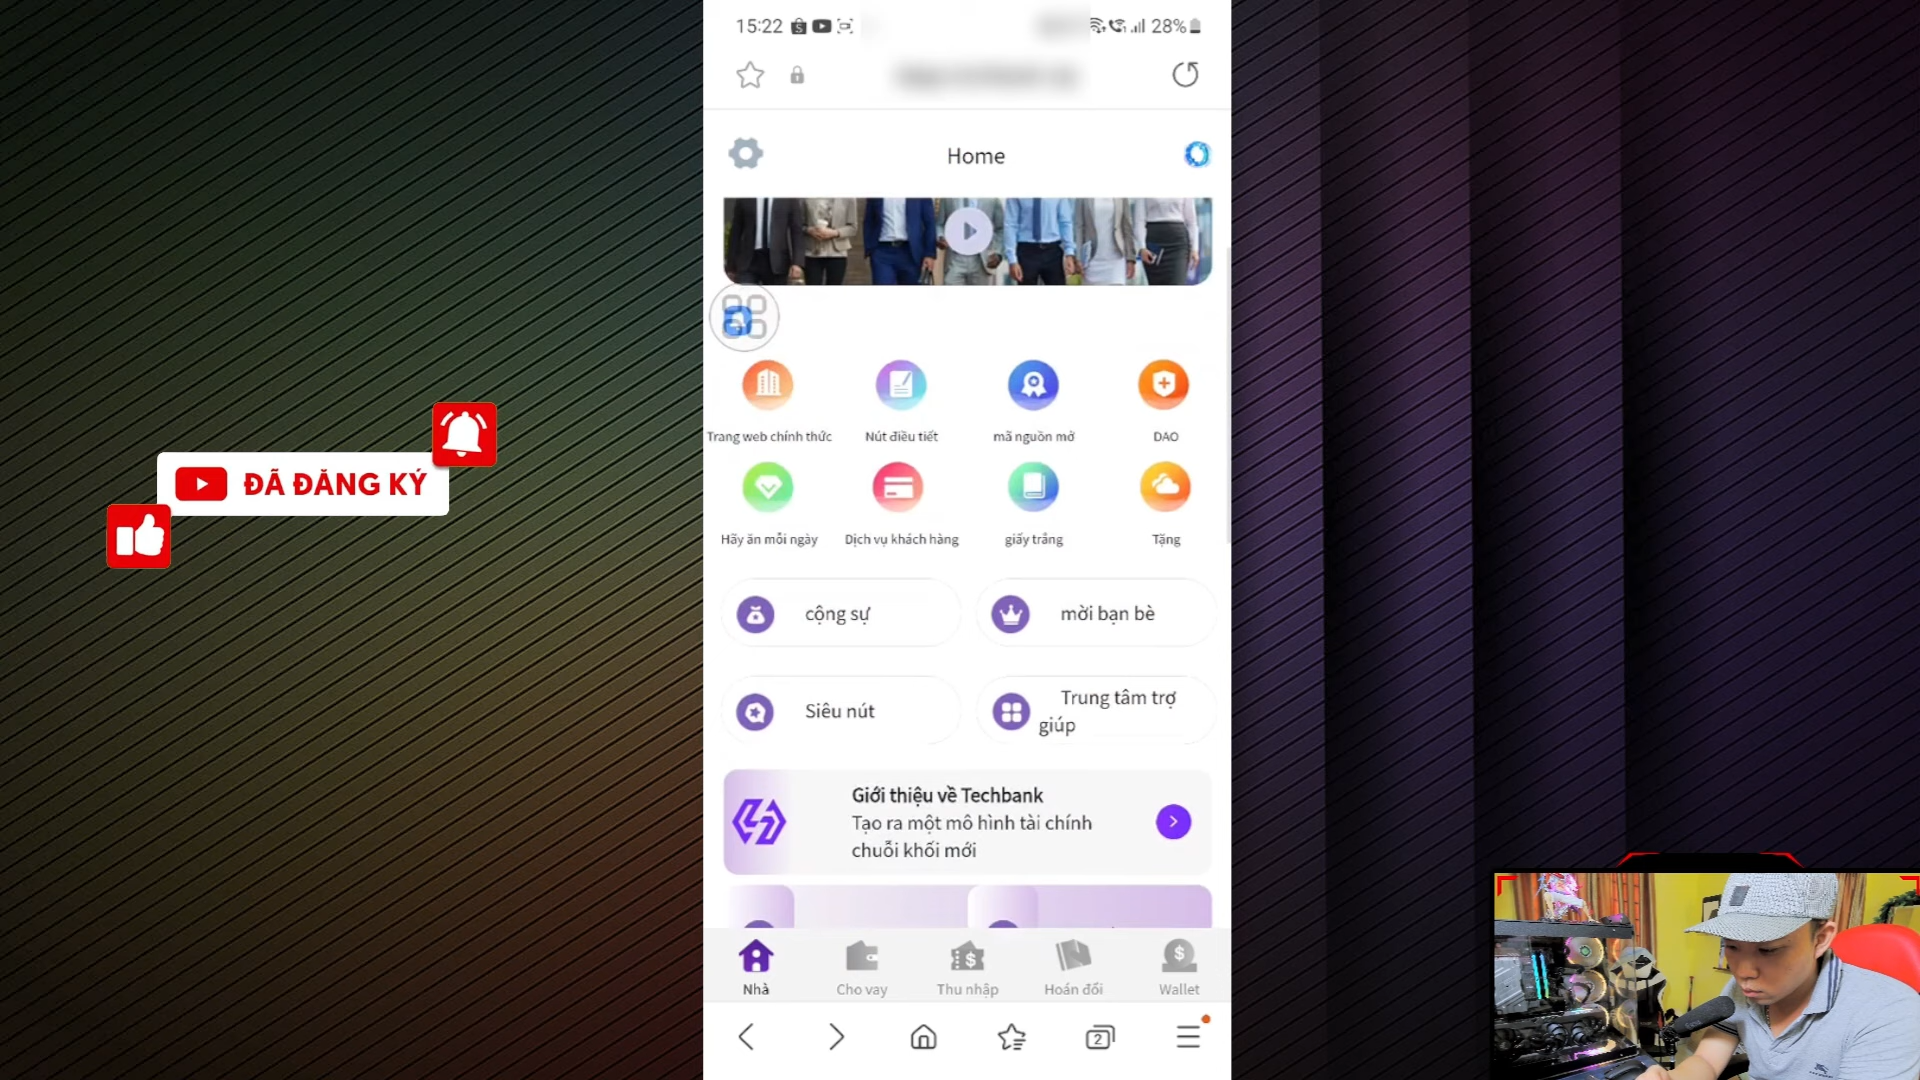 15:22
28%
Home
Trang web chính thức
Nút điều tiết
mã nguồn mở
DAO
Hãy ăn mỗi ngày
Dịch vụ khách hàng
giấy trắng
Tặng
ĐÃ ĐĂNG KÝ
cộng sự
mời bạn bè
Siêu nút
Trung tâm trợ
giúp
Giới thiệu về Techbank
Tạo ra một mô hình tài chính
chuỗi khối mới
Nhà
Cho vay
Thu nhập
Hoán đổi
Wallet
2